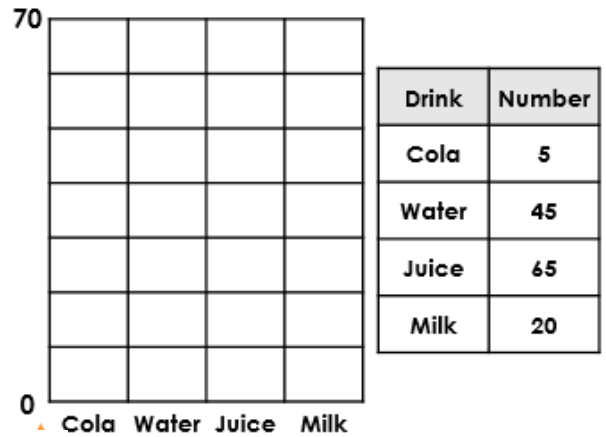 70
0
Cola Water Juice Milk
Drink Number
Cola 5
Water 45
Juice 65
Milk 20